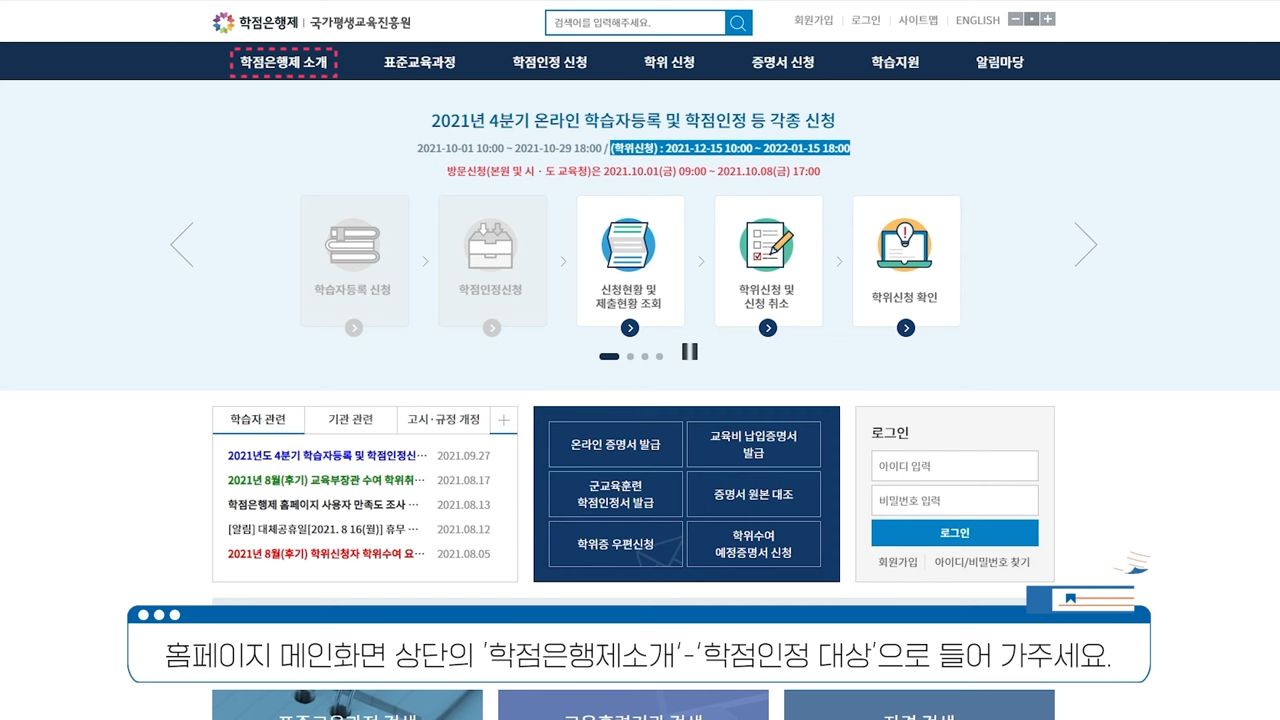 학점은행제 | 국가평생교육진흥원
검색어를 입력해주세요.
회원가입 | 로그인 | 사이트맵 | ENGLISH
학점은행제 소개 표준교육과정 학점인정 신청 학위 신청 증명서 신청 학습지원 알림마당
2021년 4분기 온라인 학습자등록 및 학점인정 등 각종 신청
2021-10-01 10:00 ~ 2021-10-29 18:00 / (학위신청) : 2021-12-15 10:00 ~ 2022-01-15 18:00
방문신청(본원 및 시 · 도 교육청)은 2021.10.01(금) 09:00 ~ 2021.10.08(금) 17:00
학습자등록 신청
학점인정신청
신청현황 및
제출현황 조회
학위신청 및
신청 취소
학위신청 확인
학습자 관련 기관 관련 고시·규정 개정
2021년도 4분기 학습자등록 및 학점인정신… 2021.09.27
2021년 8월(후기) 교육부장관 수여 학위취… 2021.08.17
학점은행제 홈페이지 사용자 만족도 조사 … 2021.08.13
[알림] 대체공휴일[2021. 8 16(월)] 휴무 … 2021.08.12
2021년 8월(후기) 학위신청자 학위수여 요… 2021.08.05
온라인 증명서 발급
교육비 납입증명서
발급
군교육훈련
학점인정서 발급
증명서 원본 대조
학위증 우편신청
학위수여
예정증명서 신청
로그인
아이디 입력
비밀번호 입력
로그인
회원가입 | 아이디/비밀번호 찾기
홈페이지 메인화면 상단의 '학점은행제소개'-'학점인정 대상'으로 들어 가주세요.
표준교육과정 검색 교육훈련기관 검색 자격 검색